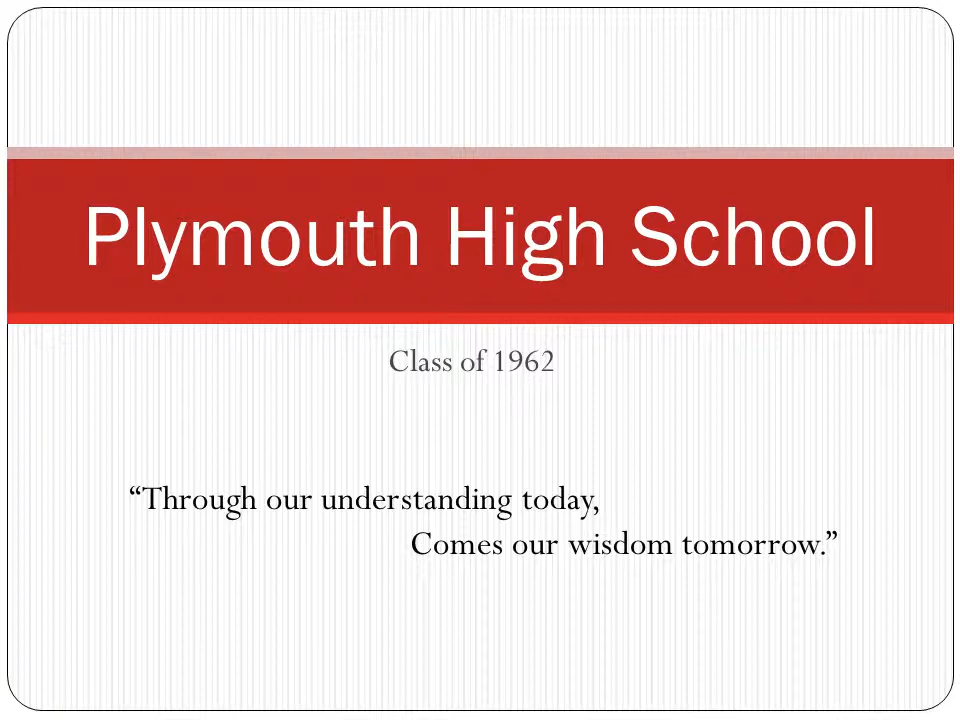 Plymouth High School
Class of 1962
“Through our understanding today,
Comes our wisdom tomorrow.”